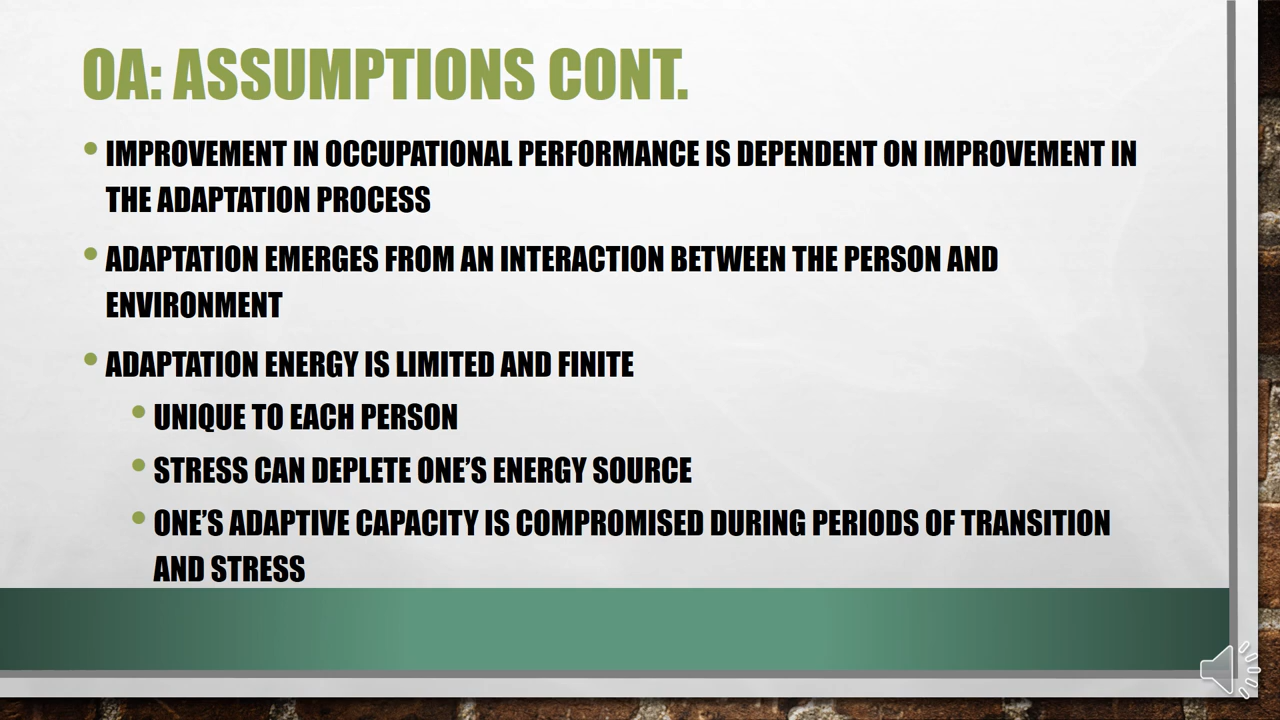 OA: ASSUMPTIONS CONT.
• IMPROVEMENT IN OCCUPATIONAL PERFORMANCE IS DEPENDENT ON IMPROVEMENT IN
THE ADAPTATION PROCESS
• ADAPTATION EMERGES FROM AN INTERACTION BETWEEN THE PERSON AND
ENVIRONMENT
• ADAPTATION ENERGY IS LIMITED AND FINITE
• UNIQUE TO EACH PERSON
• STRESS CAN DEPLETE ONE’S ENERGY SOURCE
• ONE’S ADAPTIVE CAPACITY IS COMPROMISED DURING PERIODS OF TRANSITION
AND STRESS